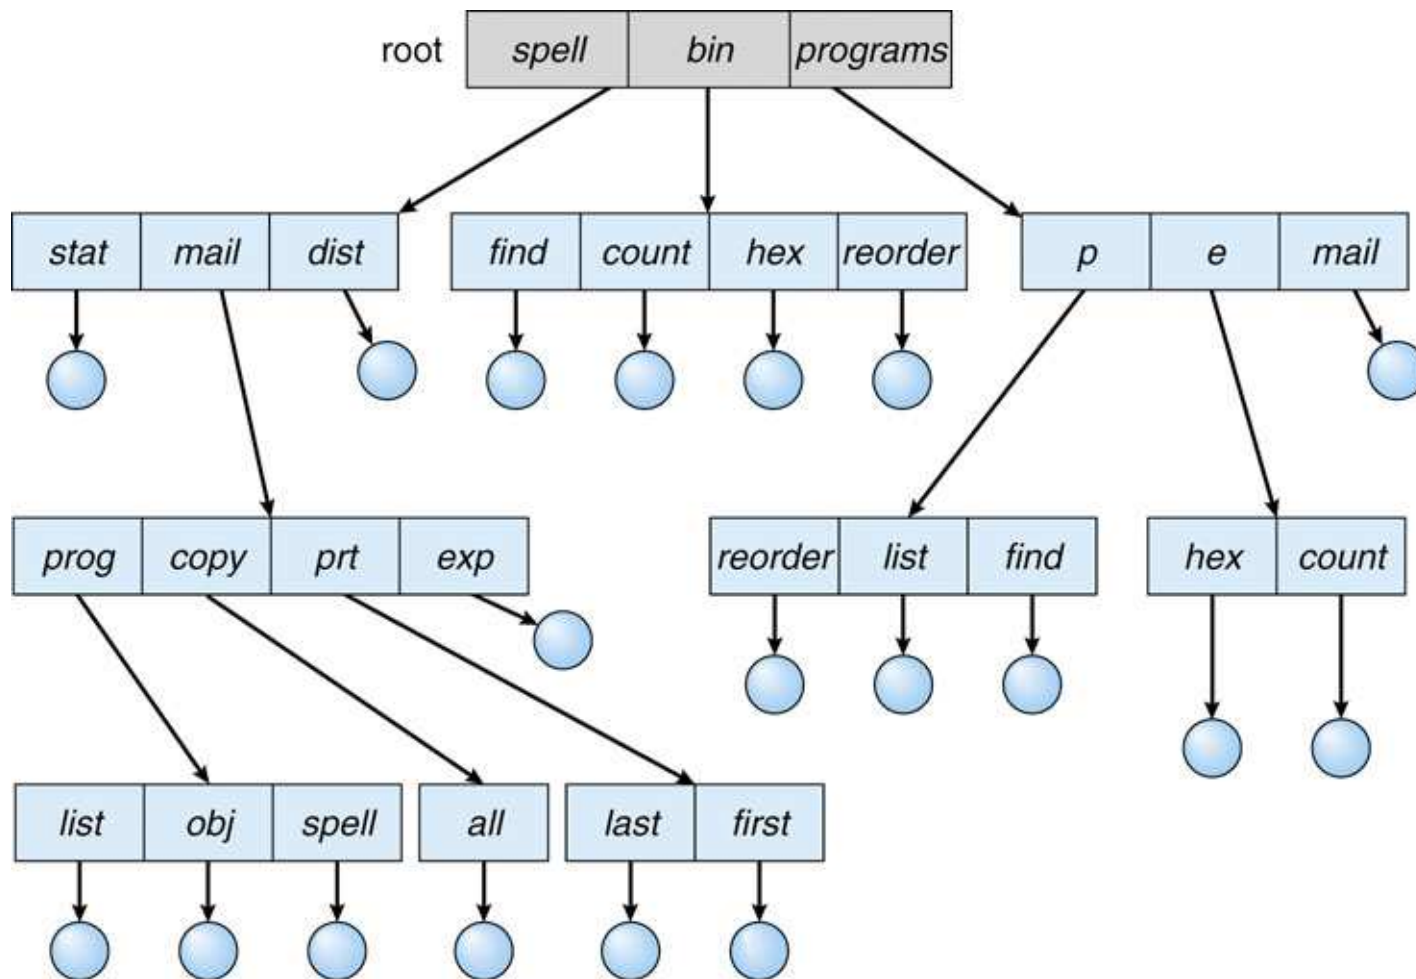 root spell bin programs
stat mail dist find count hex reorder p e mail
prog copy prt exp reorder list find hex count
list obj spell all last first